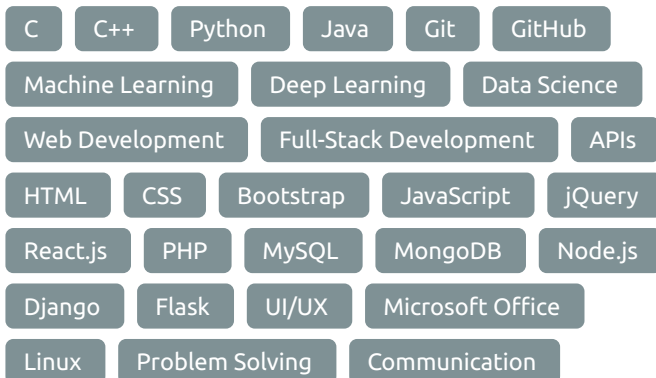 C C++ Python Java Git GitHub
Machine Learning Deep Learning Data Science
Web Development Full-Stack Development APIs
HTML CSS Bootstrap JavaScript jQuery
React.js PHP MySQL MongoDB Node.js
Django Flask UI/UX Microsoft Office
Linux Problem Solving Communication